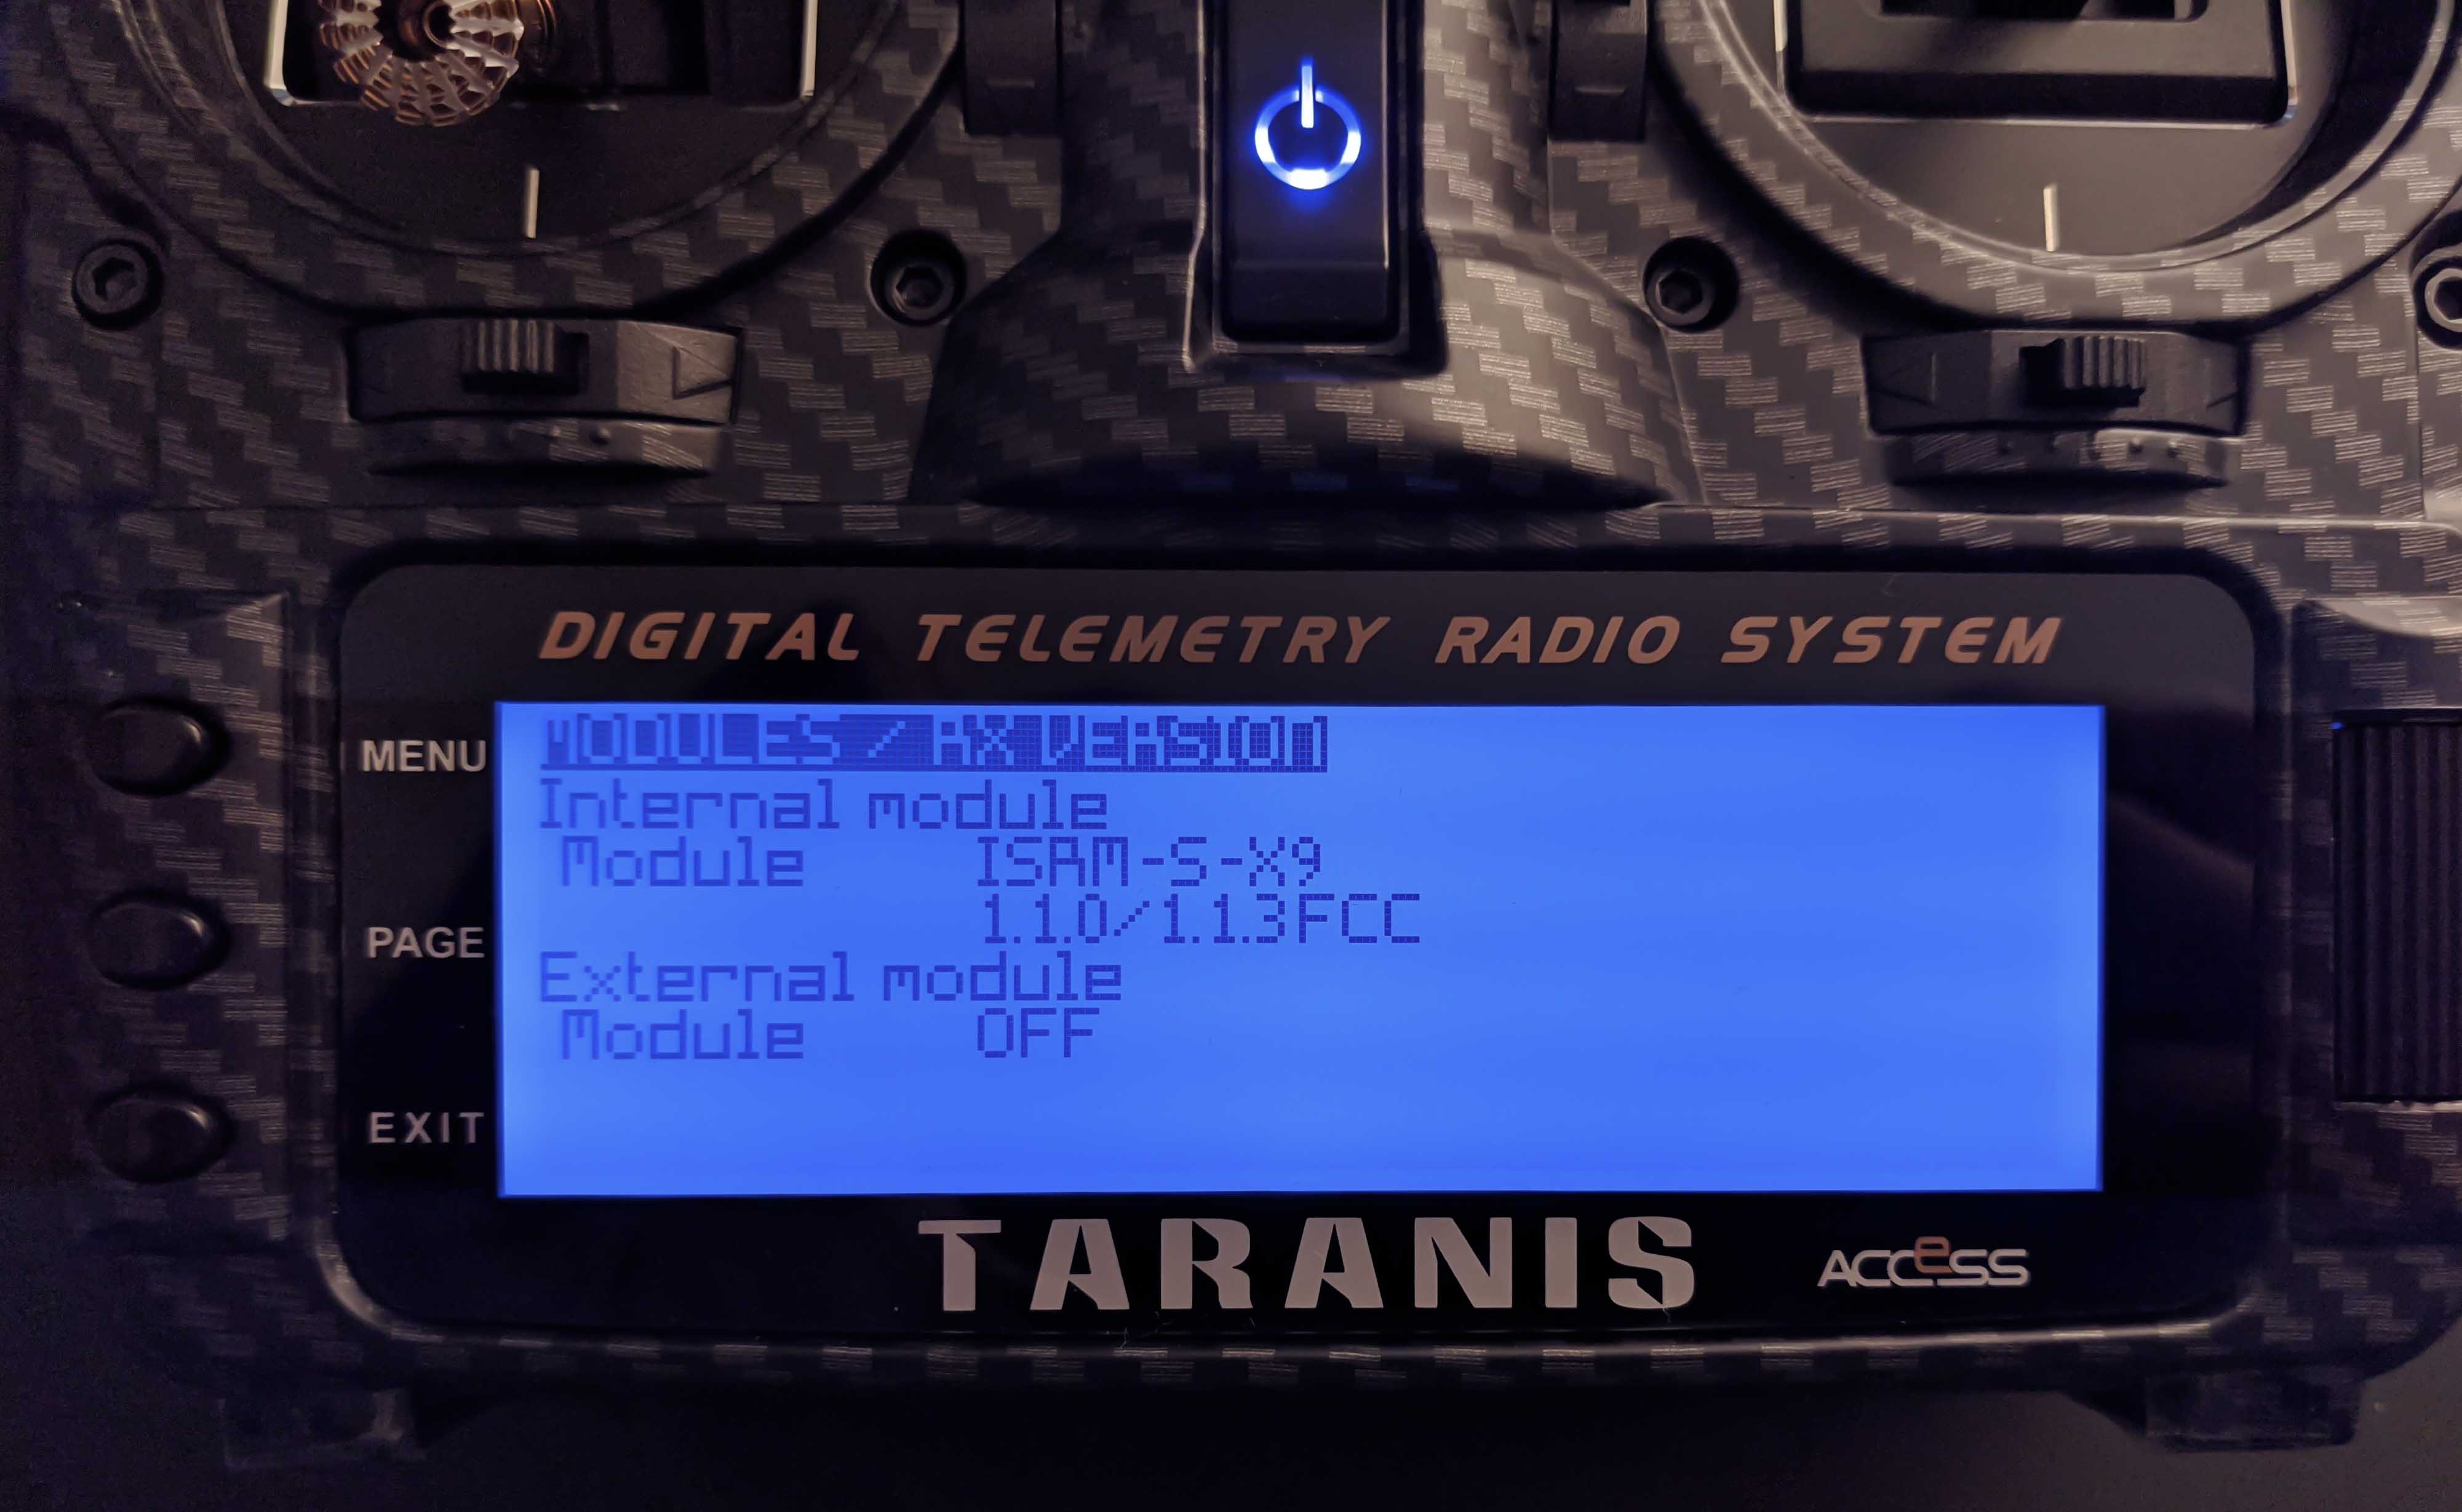 DIGITAL TELEMETRY RADIO SYSTEM
MODULES / RX VERSION
MENU
Internal module
Module ISRM-S-X9
1.1.0/1.1.3FCC
PAGE
External module
Module OFF
EXIT
TARANIS
ACCeSS